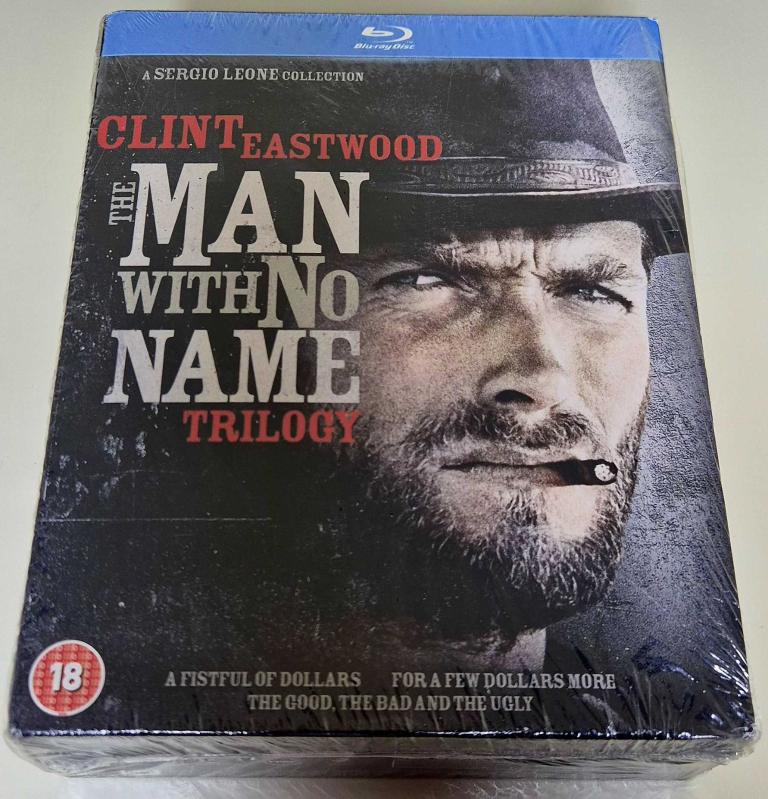 Blu-ray Disc
A SERGIO LEONE COLLECTION
CLINT EASTWOOD
THE MAN
WITH NO
NAME
TRILOGY
18
A FISTFUL OF DOLLARS FOR A FEW DOLLARS MORE
THE GOOD, THE BAD AND THE UGLY